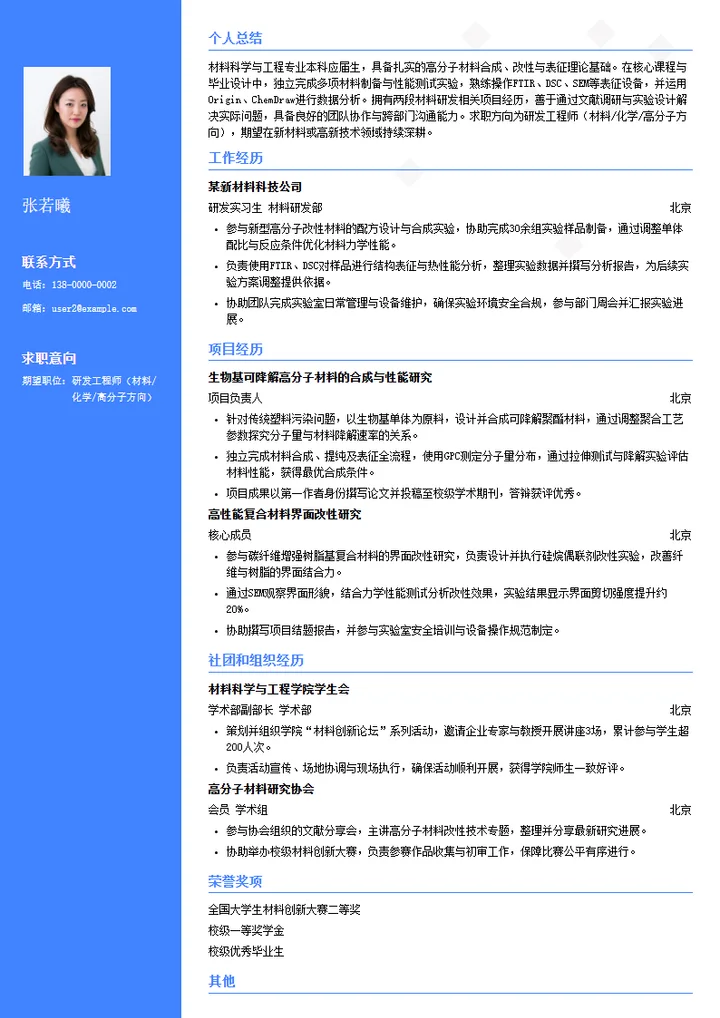 张若曦
联系方式
电话：138-0000-0002
邮箱：user2@example.com
求职意向
期望职位：研发工程师（材料/
化学/高分子方向）
个人总结
材料科学与工程专业本科应届生，具备扎实的高分子材料合成、改性与表征理论基础。在核心课程与
毕业设计中，独立完成多项材料制备与性能测试实验，熟练操作FTIR、DSC、SEM等表征设备，并运用
Origin、ChemDraw进行数据分析。拥有两段材料研发相关项目经历，善于通过文献调研与实验设计解
决实际问题，具备良好的团队协作与跨部门沟通能力。求职方向为研发工程师（材料/化学/高分子方
向），期望在新材料或高新技术领域持续深耕。
工作经历
某新材料科技公司
研发实习生 材料研发部 北京
• 参与新型高分子改性材料的配方设计与合成实验，协助完成30余组实验样品制备，通过调整单体
配比与反应条件优化材料力学性能。
• 负责使用FTIR、DSC对样品进行结构表征与热性能分析，整理实验数据并撰写分析报告，为后续实
验方案调整提供依据。
• 协助团队完成实验室日常管理与设备维护，确保实验环境安全合规，参与部门周会并汇报实验进
展。
项目经历
生物基可降解高分子材料的合成与性能研究
项目负责人 北京
• 针对传统塑料污染问题，以生物基单体为原料，设计并合成可降解聚酯材料，通过调整聚合工艺
参数探究分子量与材料降解速率的关系。
• 独立完成材料合成、提纯及表征全流程，使用GPC测定分子量分布，通过拉伸测试与降解实验评估
材料性能，获得最优合成条件。
• 项目成果以第一作者身份撰写论文并投稿至校级学术期刊，答辩获评优秀。
高性能复合材料界面改性研究
核心成员 北京
• 参与碳纤维增强树脂基复合材料的界面改性研究，负责设计并执行硅烷偶联剂改性实验，改善纤
维与树脂的界面结合力。
• 通过SEM观察界面形貌，结合力学性能测试分析改性效果，实验结果显示界面剪切强度提升约
20%。
• 协助撰写项目结题报告，并参与实验室安全培训与设备操作规范制定。
社团和组织经历
材料科学与工程学院学生会
学术部副部长 学术部 北京
• 策划并组织学院“材料创新论坛”系列活动，邀请企业专家与教授开展讲座3场，累计参与学生超
200人次。
• 负责活动宣传、场地协调与现场执行，确保活动顺利开展，获得学院师生一致好评。
高分子材料研究协会
会员 学术组 北京
• 参与协会组织的文献分享会，主讲高分子材料改性技术专题，整理并分享最新研究进展。
• 协助举办校级材料创新大赛，负责参赛作品收集与初审工作，保障比赛公平有序进行。
荣誉奖项
全国大学生材料创新大赛二等奖
校级一等奖学金
校级优秀毕业生
其他